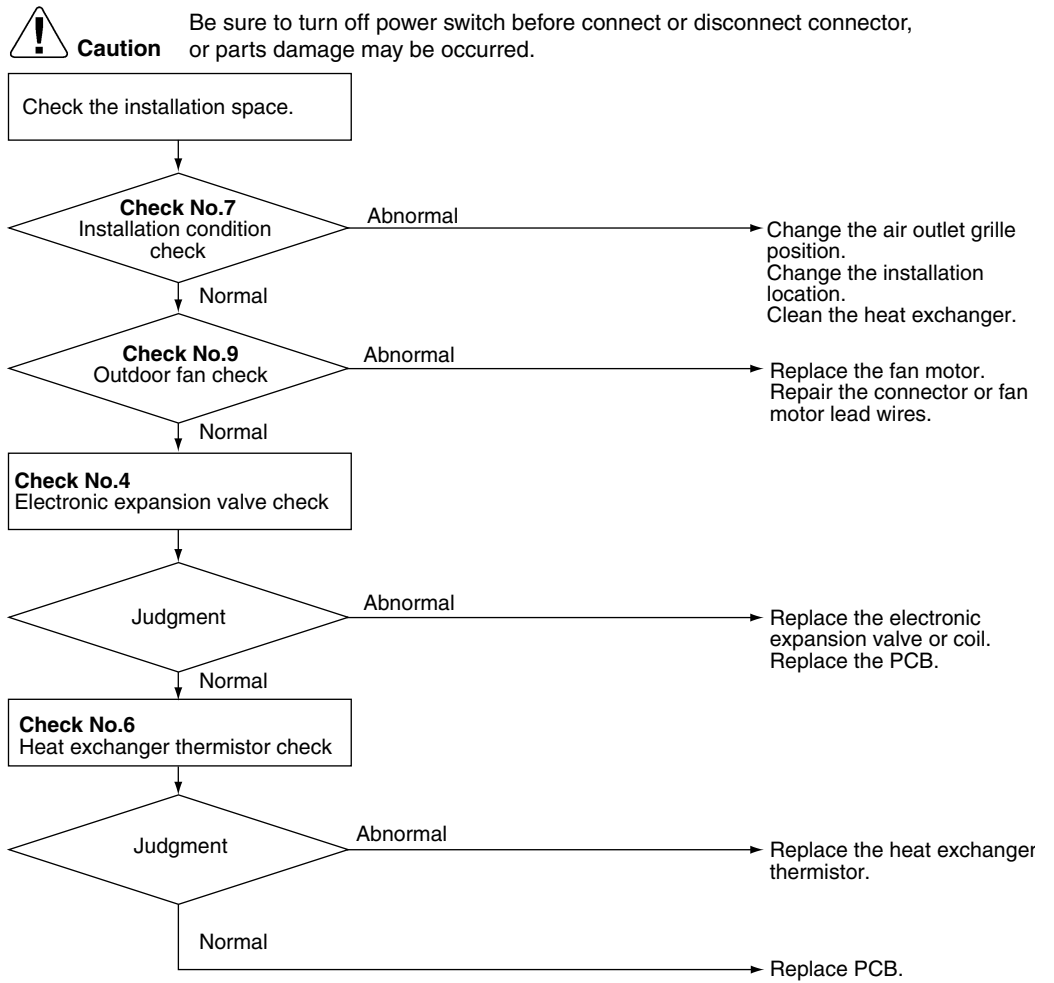 Be sure to turn off power switch before connect or disconnect connector,
Caution or parts damage may be occurred.
Check the installation space.
Check No.7
Installation condition
check
Abnormal
Change the air outlet grille
position.
Change the installation
location.
Clean the heat exchanger.
Normal
Check No.9
Outdoor fan check
Abnormal
Replace the fan motor.
Repair the connector or fan
motor lead wires.
Normal
Check No.4
Electronic expansion valve check
Judgment
Abnormal
Replace the electronic
expansion valve or coil.
Replace the PCB.
Normal
Check No.6
Heat exchanger thermistor check
Judgment
Abnormal
Replace the heat exchanger
thermistor.
Normal
Replace PCB.